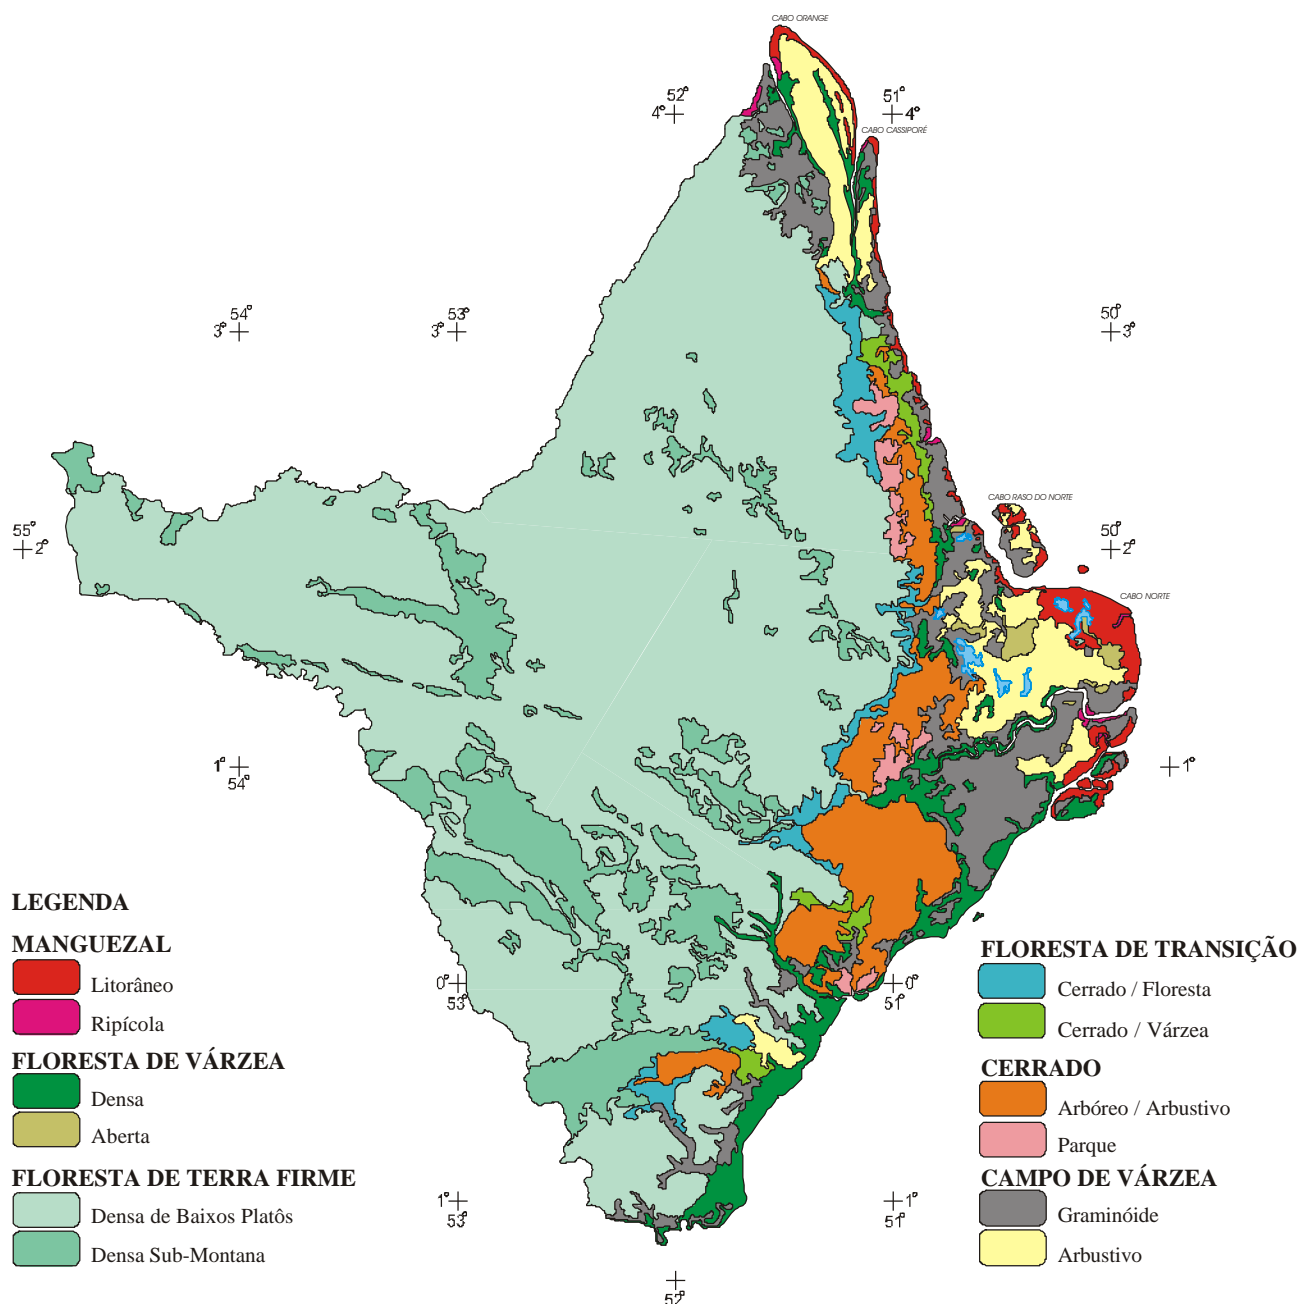 CABO ORANGE
52°
4°
51°
4°
CABO CASSIPORÉ
54°
3°
53°
3°
50°
3°
CABO RASO DO NORTE
55°
2°
50°
2°
CABO NORTE
1°
54°
1°
0°
53°
0°
51°
1°
53°
1°
51°
52°
LEGENDA
MANGUEZAL
Litorâneo
Ripícola
FLORESTA DE VÁRZEA
Densa
Aberta
FLORESTA DE TERRA FIRME
Densa de Baixos Platôs
Densa Sub-Montana
FLORESTA DE TRANSIÇÃO
Cerrado / Floresta
Cerrado / Várzea
CERRADO
Arbóreo / Arbustivo
Parque
CAMPO DE VÁRZEA
Graminóide
Arbustivo